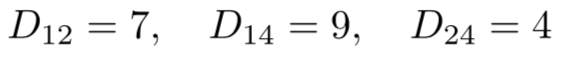 D₁₂ = 7, D₁₄ = 9, D₂₄ = 4